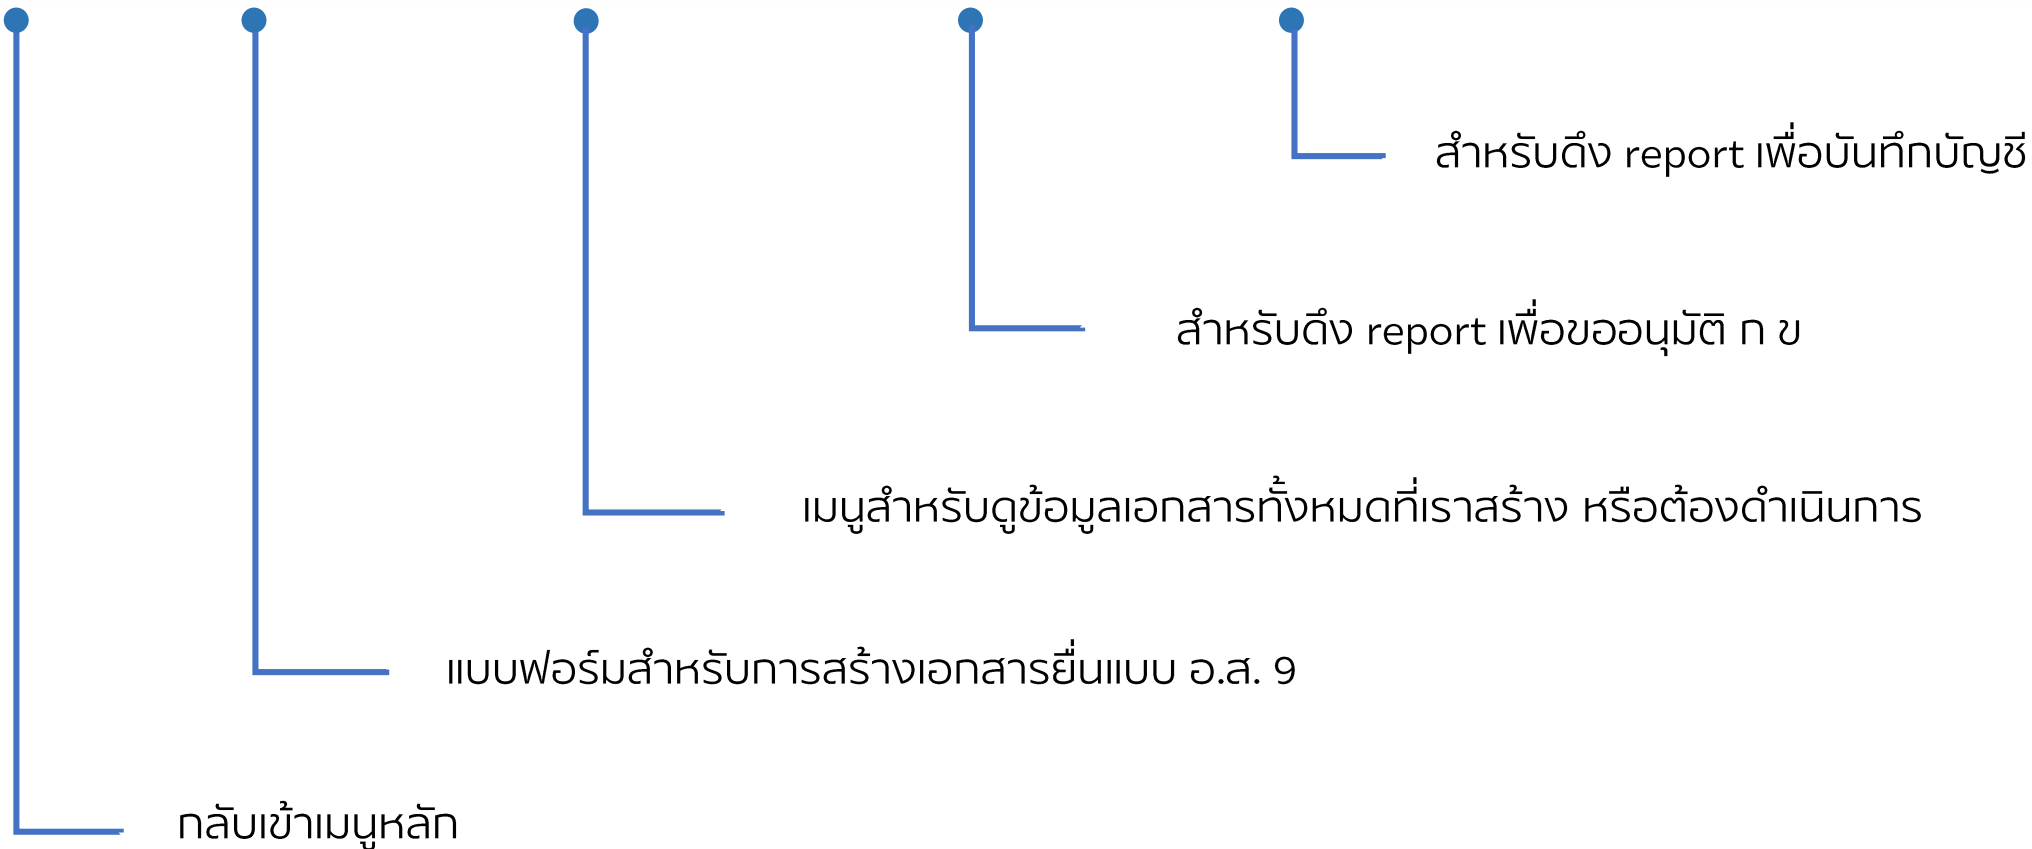 สำหรับดึง report เพื่อบันทึกบัญชี
สำหรับดึง report เพื่อขออนุมัติ ก ข
เมนูสำหรับดูข้อมูลเอกสารทั้งหมดที่เราสร้าง หรือต้องดำเนินการ
แบบฟอร์มสำหรับการสร้างเอกสารยื่นแบบ อ.ส. 9
กลับเข้าเมนูหลัก